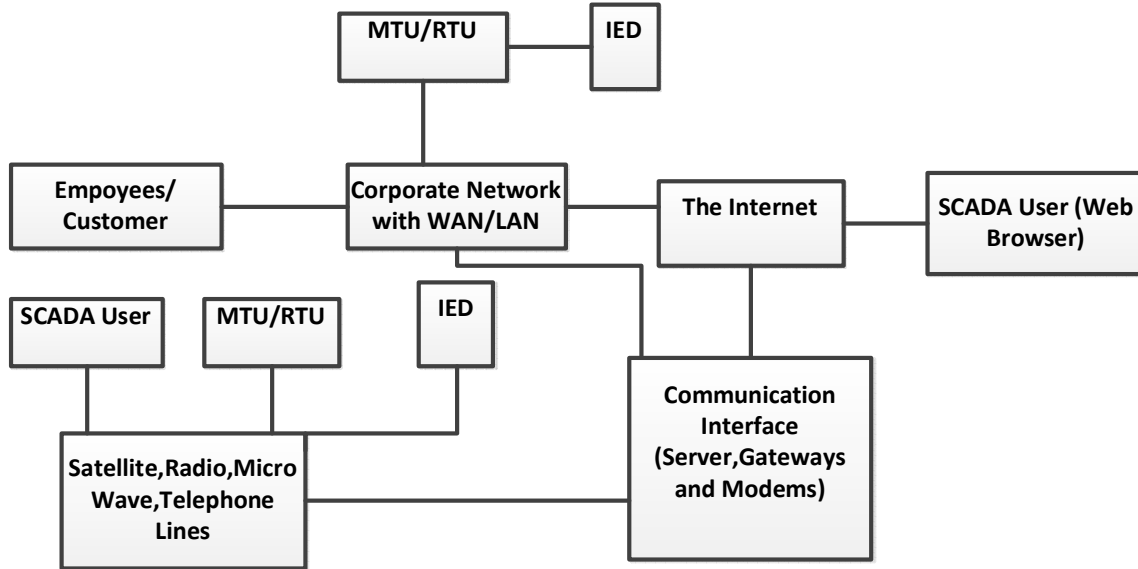 MTU/RTU
IED
Empoyees/
Customer
Corporate Network
with WAN/LAN
The Internet
SCADA User (Web
Browser)
SCADA User
MTU/RTU
IED
Communication
Interface
(Server,Gateways
and Modems)
Satellite,Radio,Micro
Wave,Telephone
Lines